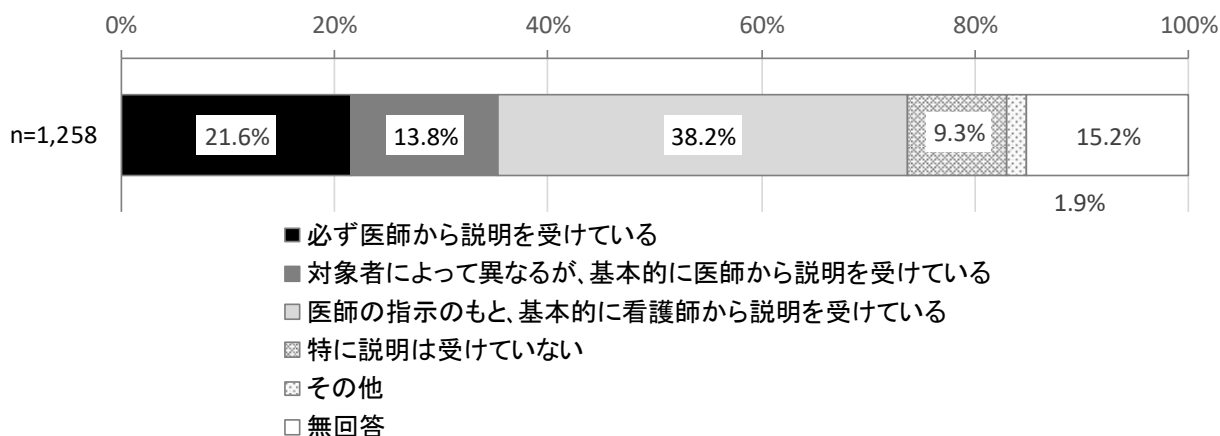 0% 20% 40% 60% 80% 100%
n=1,258 21.6% 13.8% 38.2% 9.3% 15.2%
1.9%
必ず医師から説明を受けている
対象者によって異なるが、基本的に医師から説明を受けている
医師の指示のもと、基本的に看護師から説明を受けている
特に説明は受けていない
その他
無回答